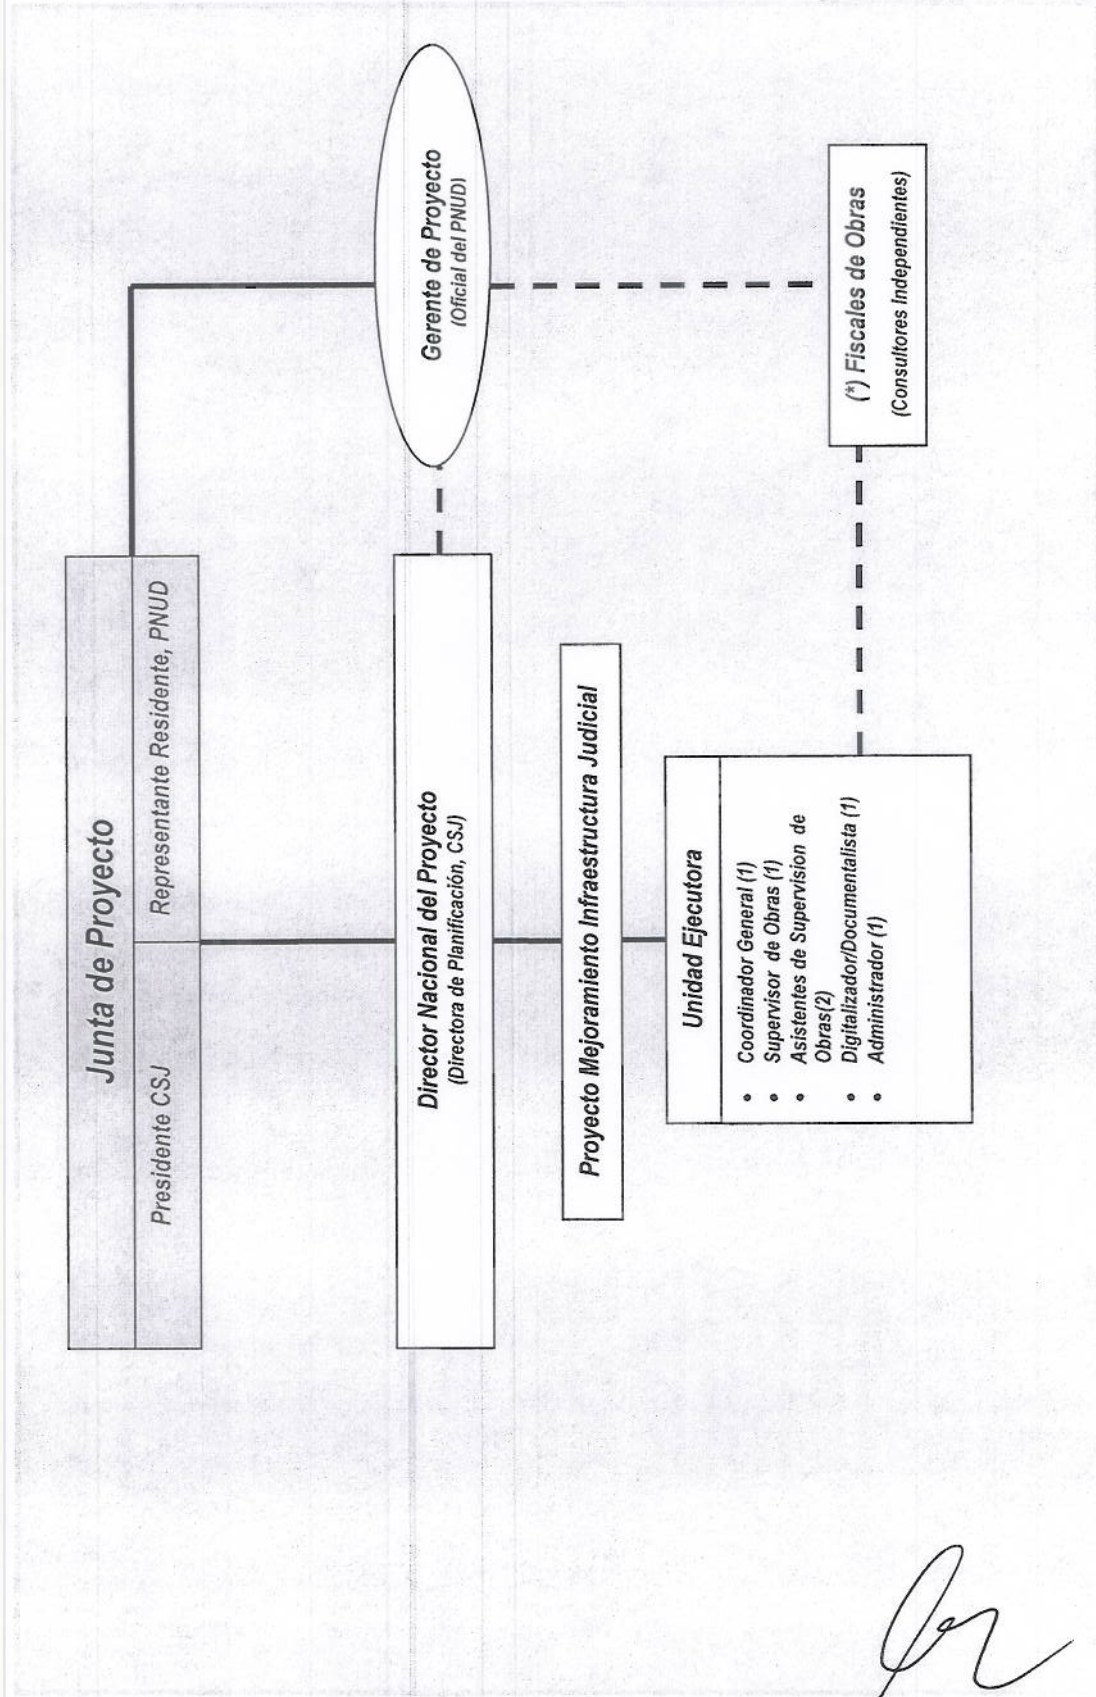 Junta de Proyecto
Presidente CSJ
Representante Residente, PNUD
Director Nacional del Proyecto
(Directora de Planificación, CSJ)
Gerente de Proyecto
(Oficial del PNUD)
Proyecto Mejoramiento Infraestructura Judicial
Unidad Ejecutora
• Coordinador General (1)
• Supervisor de Obras (1)
• Asistentes de Supervision de
Obras(2)
• Digitalizador/Documentalista (1)
• Administrador (1)
(*) Fiscales de Obras
(Consultores Independientes)